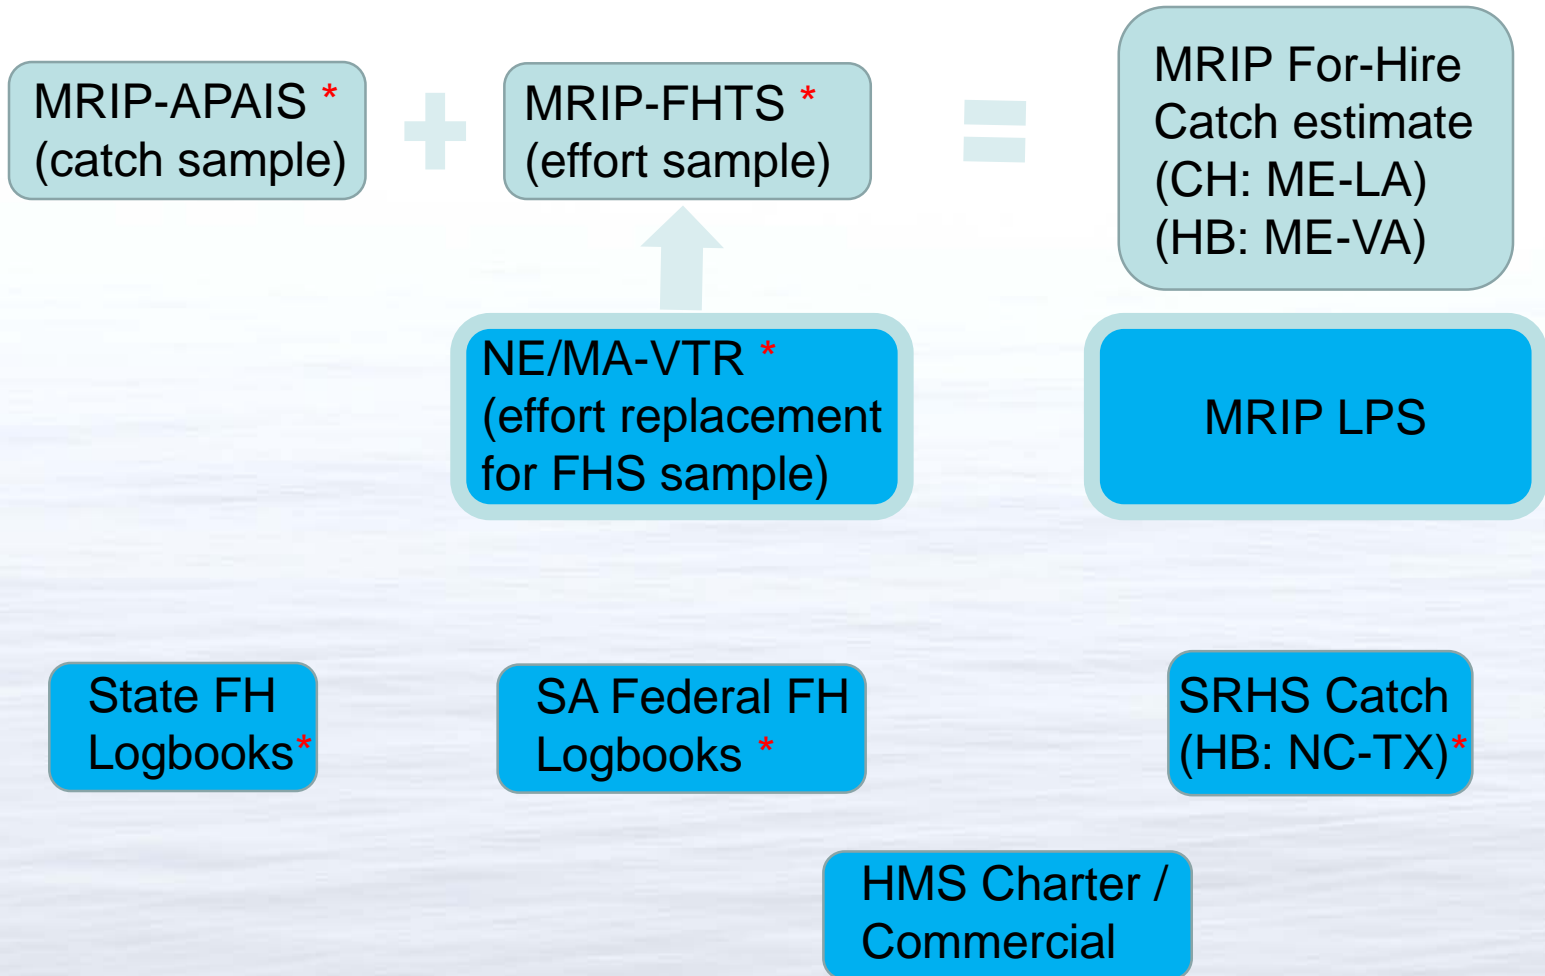 MRIP-APAIS *
(catch sample)
+
MRIP-FHTS *
(effort sample)
=
MRIP For-Hire
Catch estimate
(CH: ME-LA)
(HB: ME-VA)
NE/MA-VTR *
(effort replacement
for FHS sample)
MRIP LPS
State FH
Logbooks*
SA Federal FH
Logbooks *
SRHS Catch
(HB: NC-TX)*
HMS Charter /
Commercial